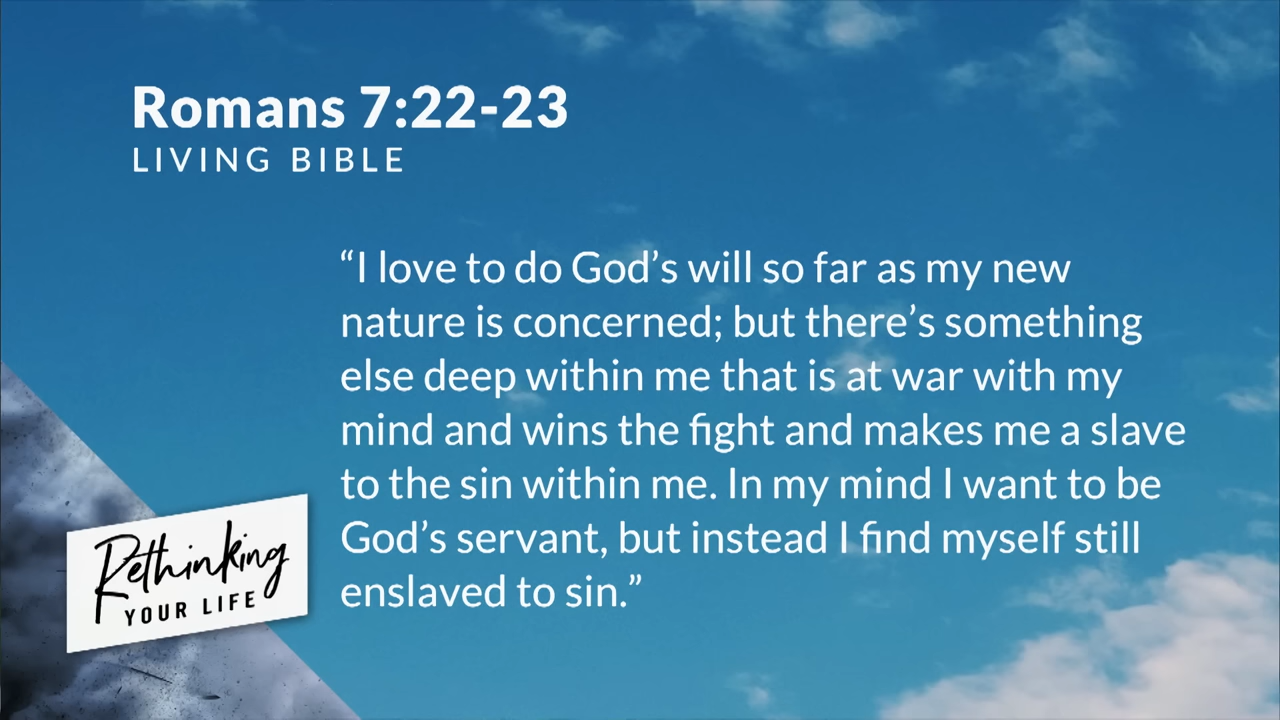 Romans 7:22-23
LIVING BIBLE
“I love to do God’s will so far as my new
nature is concerned; but there’s something
else deep within me that is at war with my
mind and wins the fight and makes me a slave
to the sin within me. In my mind I want to be
God’s servant, but instead I find myself still
enslaved to sin.”
Rethinking
YOUR LIFE